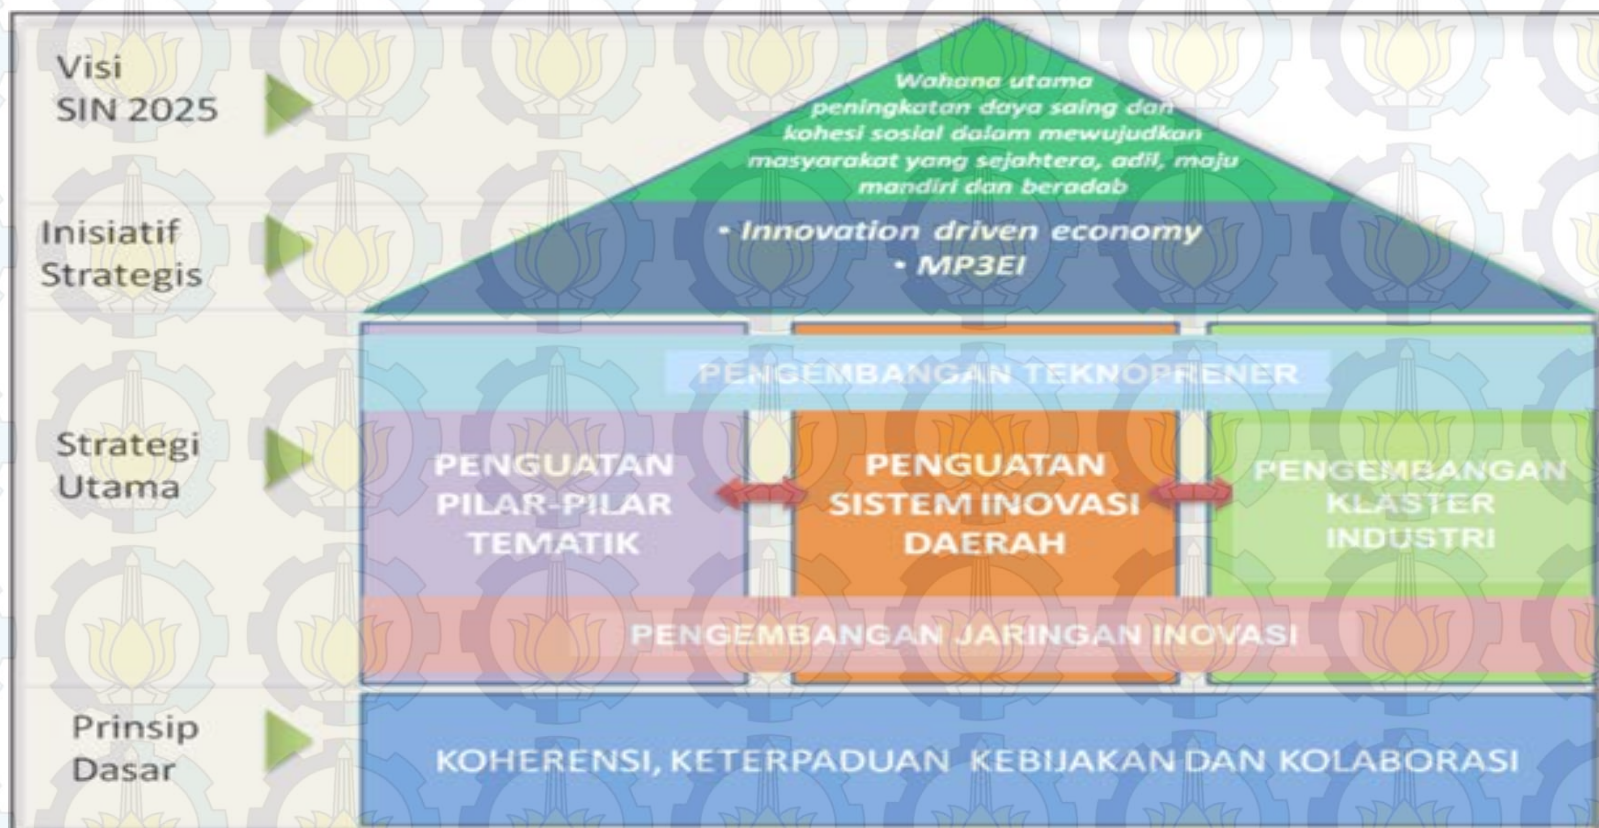 Visi
SIN 2025
Wahana utama
peningkatan daya saing dan
kohesi sosial dalam mewujudkan
masyarakat yang sejahtera, adil, maju
mandiri dan beradab
Inisiatif
Strategis
• Innovation driven economy
• MP3EI
Strategi
Utama
PENGEMBANGAN TEKNOPRENER
PENGUATAN
PILAR-PILAR
TEMATIK
PENGUATAN
SISTEM INOVASI
DAERAH
PENGEMBANGAN
KLASTER
INDUSTRI
PENGEMBANGAN JARINGAN INOVASI
Prinsip
Dasar
KOHERENSI, KETERPADUAN KEBIJAKAN DAN KOLABORASI